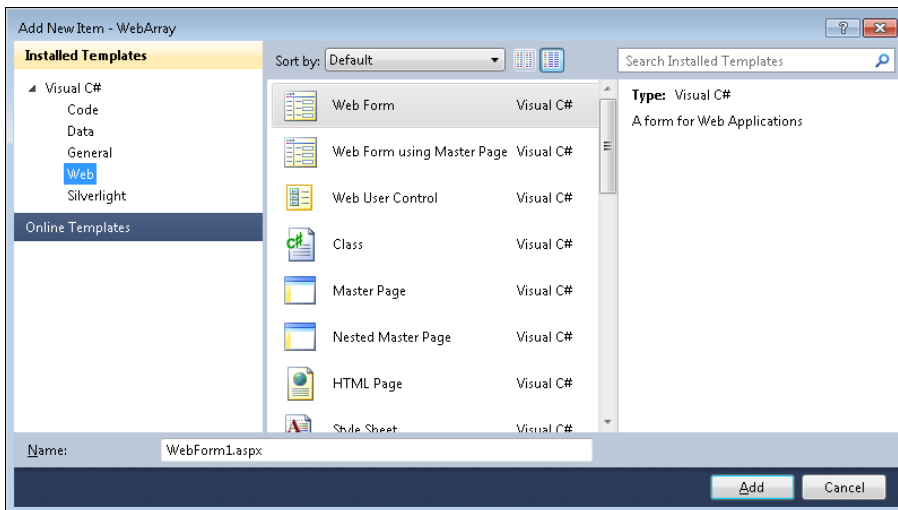 Add New Item - WebArray
Installed Templates
Visual C#
Code
Data
General
Web
Silverlight
Online Templates
Sort by: Default
Web Form Visual C#
Web Form using Master Page Visual C#
Web User Control Visual C#
Class Visual C#
Master Page Visual C#
Nested Master Page Visual C#
HTML Page Visual C#
Style Sheet Visual C#
Search Installed Templates
Type: Visual C#
A form for Web Applications
Name: WebForm1.aspx
Add Cancel